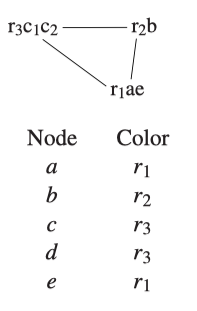 r₃c₁c₂ r₂b
r₁ae
Node Color
a r₁
b r₂
c r₃
d r₃
e r₁